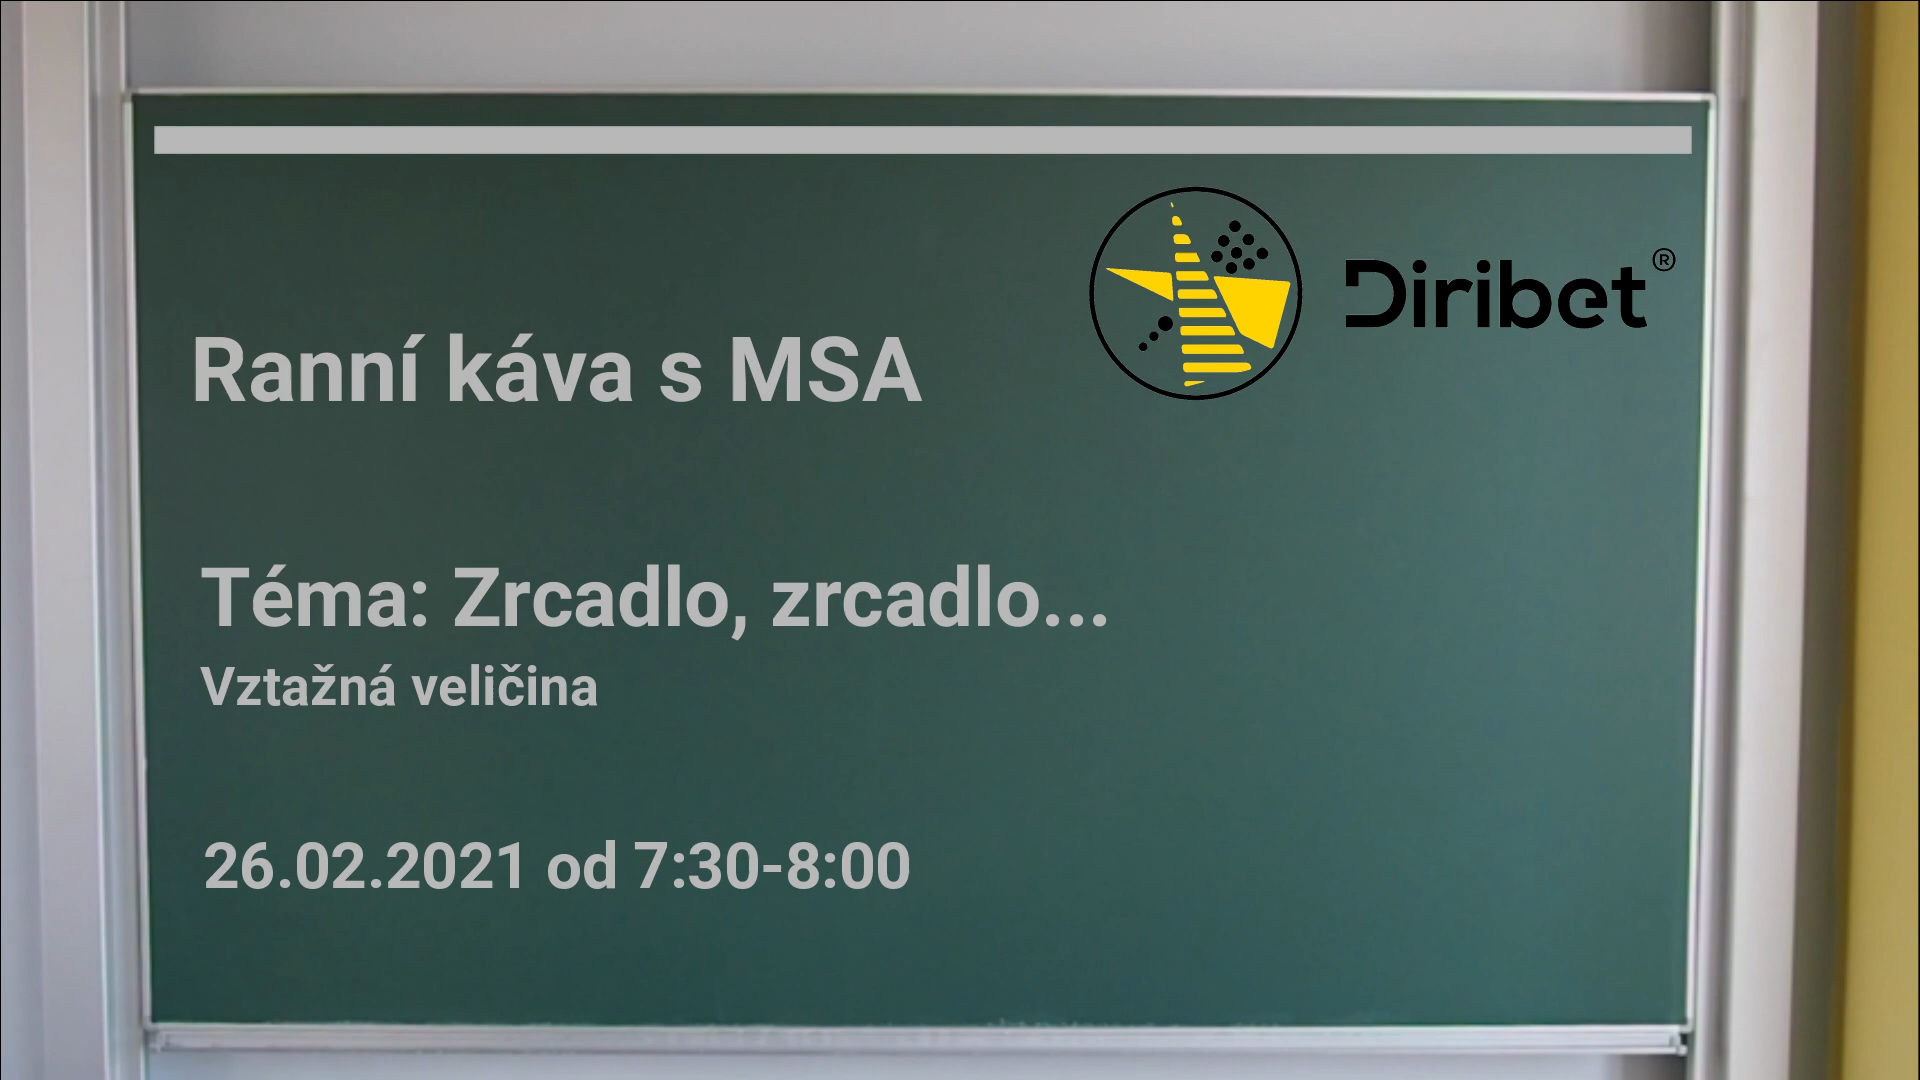 Diribet®
Ranní káva s MSA
Téma: Zrcadlo, zrcadlo...
Vztažná veličina
26.02.2021 od 7:30-8:00